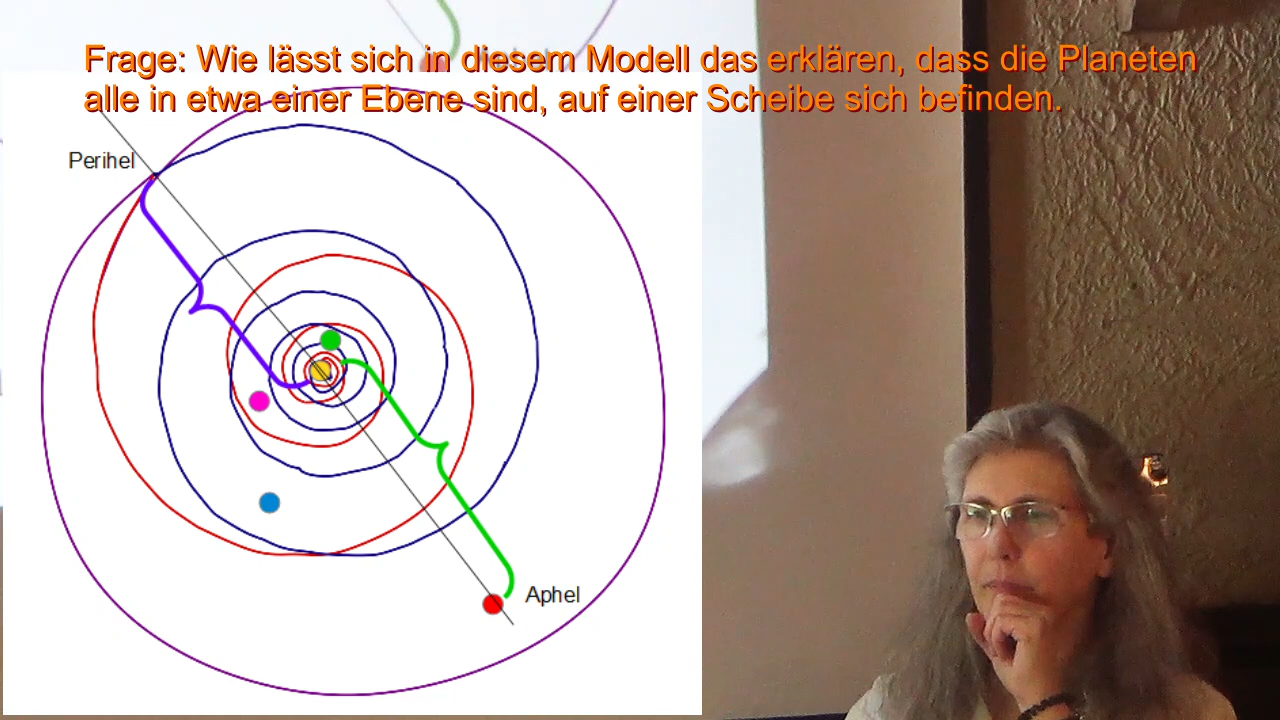 Frage: Wie lässt sich in diesem Modell das erklären, dass die Planeten
alle in etwa einer Ebene sind, auf einer Scheibe sich befinden.
Perihel
Aphel